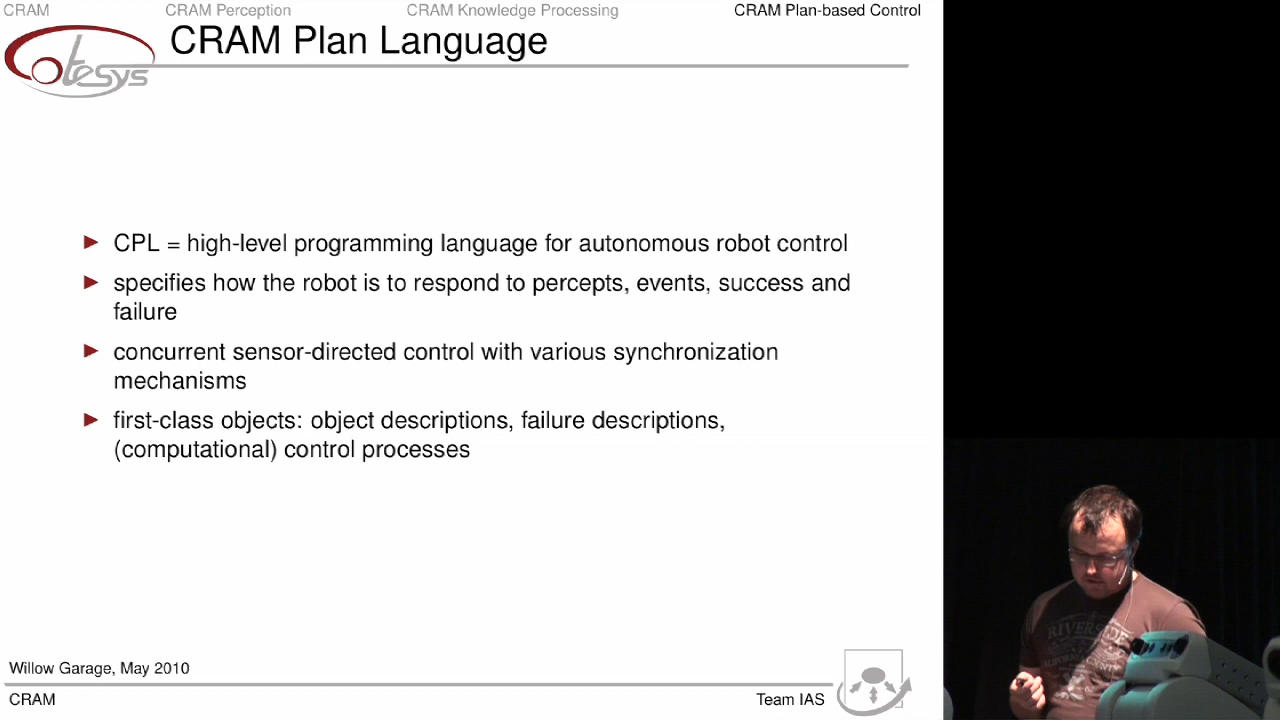 CRAM CRAM Perception CRAM Knowledge Processing CRAM Plan-based Control
CRAM Plan Language
otesys
CPL = high-level programming language for autonomous robot control
specifies how the robot is to respond to percepts, events, success and
failure
concurrent sensor-directed control with various synchronization
mechanisms
first-class objects: object descriptions, failure descriptions,
(computational) control processes
Willow Garage, May 2010
CRAM Team IAS
RIVERSIDE